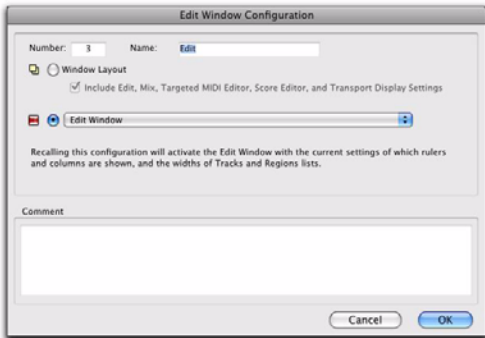 Edit Window Configuration
Number: 3 Name: Edit
Window Layout
Include Edit, Mix, Targeted MIDI Editor, Score Editor, and Transport Display Settings
Edit Window
Recalling this configuration will activate the Edit Window with the current settings of which rulers
and columns are shown, and the widths of Tracks and Regions lists.
Comment
Cancel OK